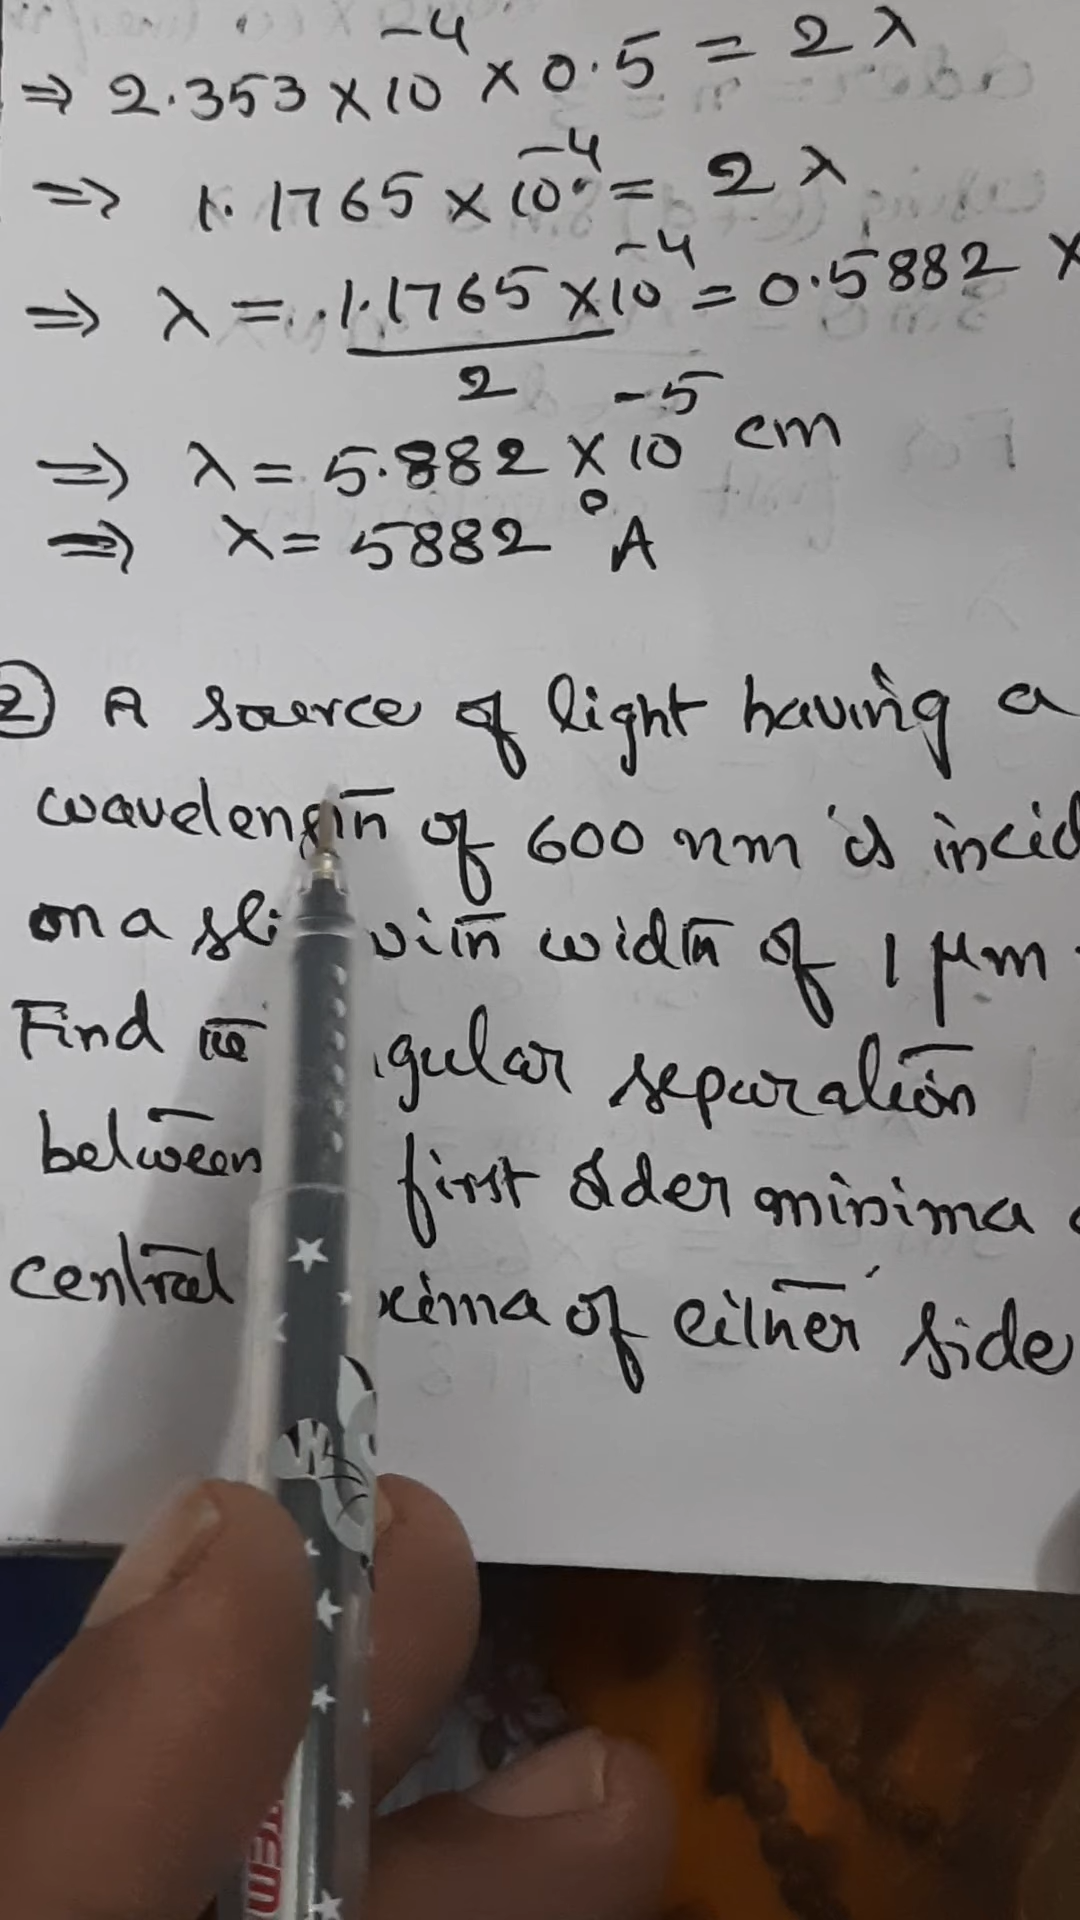 ⇒ 2.353 × 10⁻⁴ × 0.5 = 2λ
⇒ 1.1765 × 10⁻⁴ = 2λ
⇒ λ = 1.1765 × 10⁻⁴ / 2 = 0.5882 ×
⇒ λ = 5.882 × 10⁻⁵ cm
⇒ λ = 5882 Å
② A source of light having a
wavelength of 600 nm is incid
on a sli with width of 1 μm
Find the gular separation
between first order minima
central xima of either side